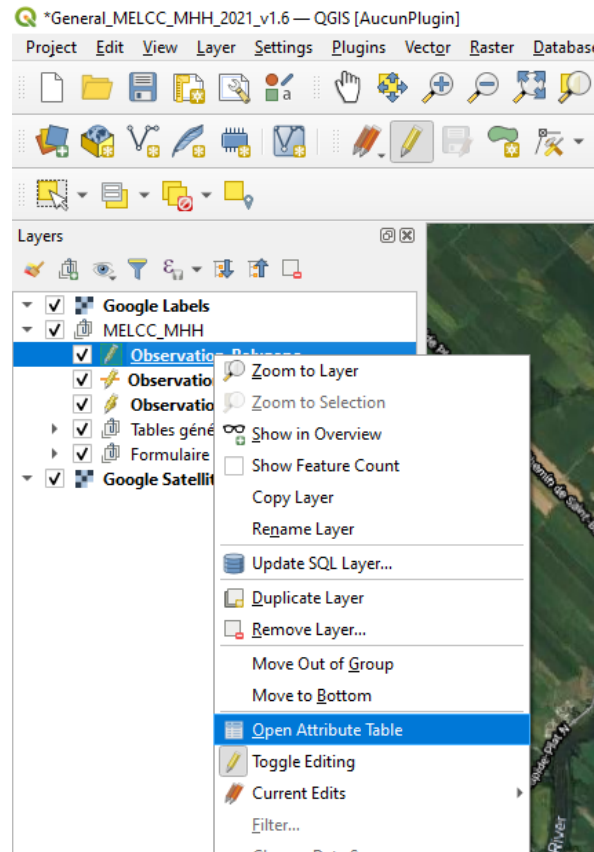 *General_MELCC_MHH_2021_v1.6 — QGIS [AucunPlugin]
Project Edit View Layer Settings Plugins Vector Raster Database
a
Layers
Google Labels
MELCC_MHH
Observation_Polygone
Observatio
Observatio
Tables géné
Formulaire
Google Satellit
Zoom to Layer
Zoom to Selection
Show in Overview
Show Feature Count
Copy Layer
Rename Layer
Update SQL Layer...
Duplicate Layer
Remove Layer...
Move Out of Group
Move to Bottom
Open Attribute Table
Toggle Editing
Current Edits
Filter...
River